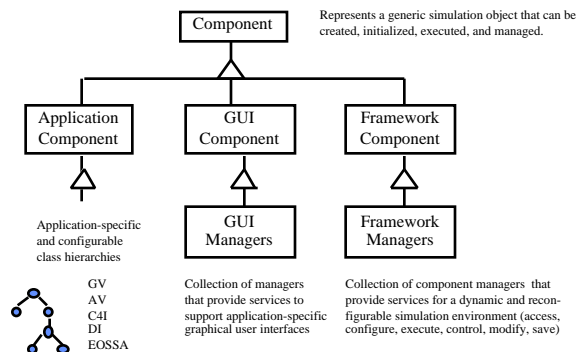 Component
Represents a generic simulation object that can be
created, initialized, executed, and managed.
Application
Component
GUI
Component
Framework
Component
Application-specific
and configurable
class hierarchies
GUI
Managers
Framework
Managers
GV
AV
C4I
DI
EOSSA
Collection of managers
that provide services to
support application-specific
graphical user interfaces
Collection of component managers that
provide services for a dynamic and recon-
figurable simulation environment (access,
configure, execute, control, modify, save)